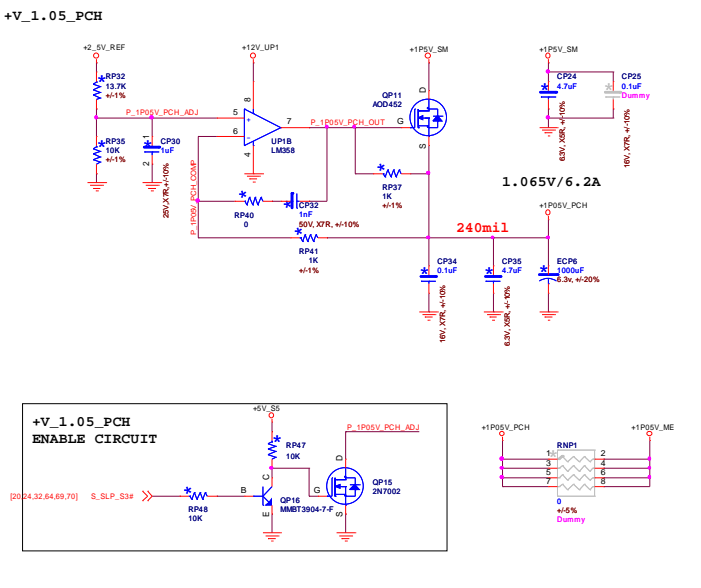 +V_1.05_PCH
+2_5V_REF
RP32
13.7K
+/-1%
P_1P05V_PCH_ADJ
RP35
10K
+/-1%
1
2
CP30
1uF
25V,X7R,+/-10%
+12V_UP1
8
5
+
6
-
7
4
UP1B
LM358
P_1P05V_PCH_OUT
P_1P05V_PCH_COMP
RP40
0
CP32
1nF
50V, X7R, +/-10%
RP41
1K
+/-1%
+1P5V_SM
QP11
AOD452
D
G
S
RP37
1K
+/-1%
+1P5V_SM
CP24
4.7uF
6.3V, X5R, +/-10%
CP25
0.1uF
Dummy
16V, X7R, +/-10%
1.065V/6.2A
+1P05V_PCH
240mil
CP34
0.1uF
16V, X7R, +/-10%
CP35
4.7uF
6.3V, X5R, +/-10%
ECP6
1000uF
6.3v, +/-20%
+V_1.05_PCH
ENABLE CIRCUIT
+5V_S5
RP47
10K
P_1P05V_PCH_ADJ
[20,24,32,64,69,70]
S_SLP_S3#
RP48
10K
B
C
E
QP16
MMBT3904-7-F
D
G
S
QP15
2N7002
+1P05V_PCH
+1P05V_ME
RNP1
1
2
3
4
5
6
7
8
0
+/-5%
Dummy